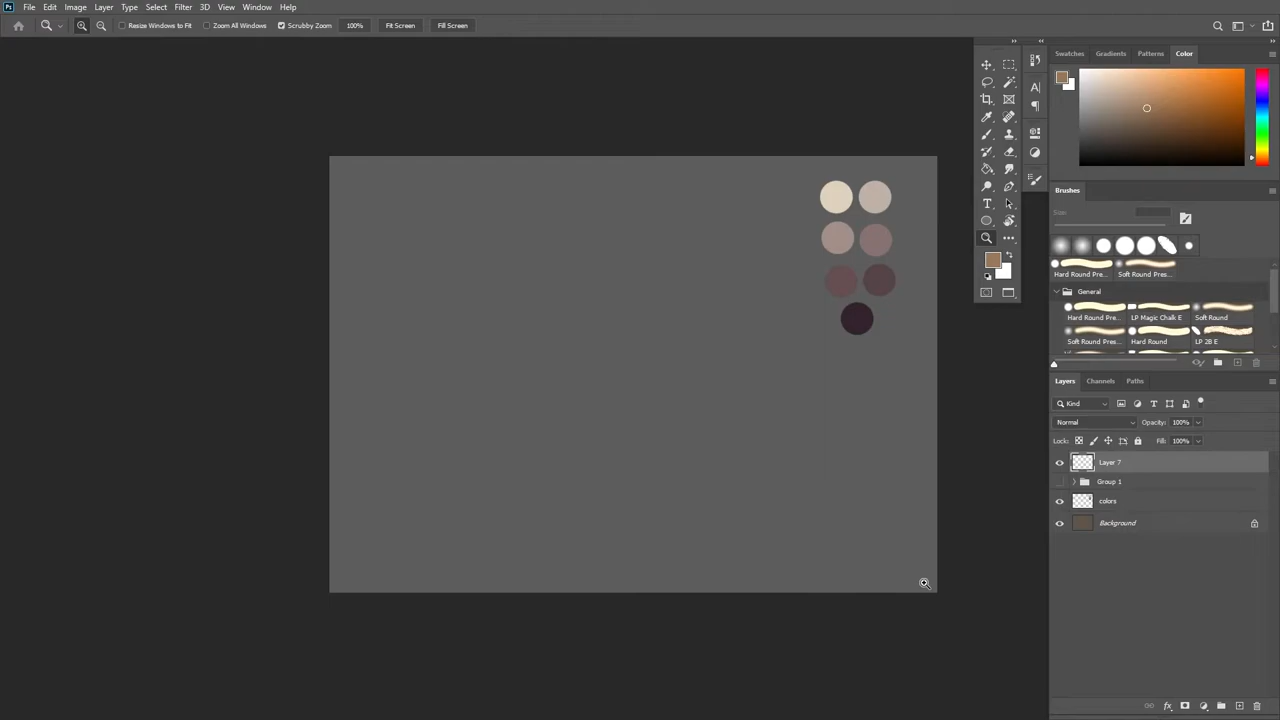 Ps File Edit Image Layer Type Select Filter 3D View Window Help
Resize Windows to Fit Zoom All Windows Scrubby Zoom 100% Fit Screen Fill Screen
Swatches Gradients Patterns Color
Brushes
Size:
Hard Round Pre... Soft Round Pres...
General
Hard Round Pre... LP Magic Chalk E Soft Round
Soft Round Pres... Hard Round LP 2B E
Layers Channels Paths
Kind
Normal Opacity: 100%
Lock: Fill: 100%
Layer 7
Group 1
colors
Background